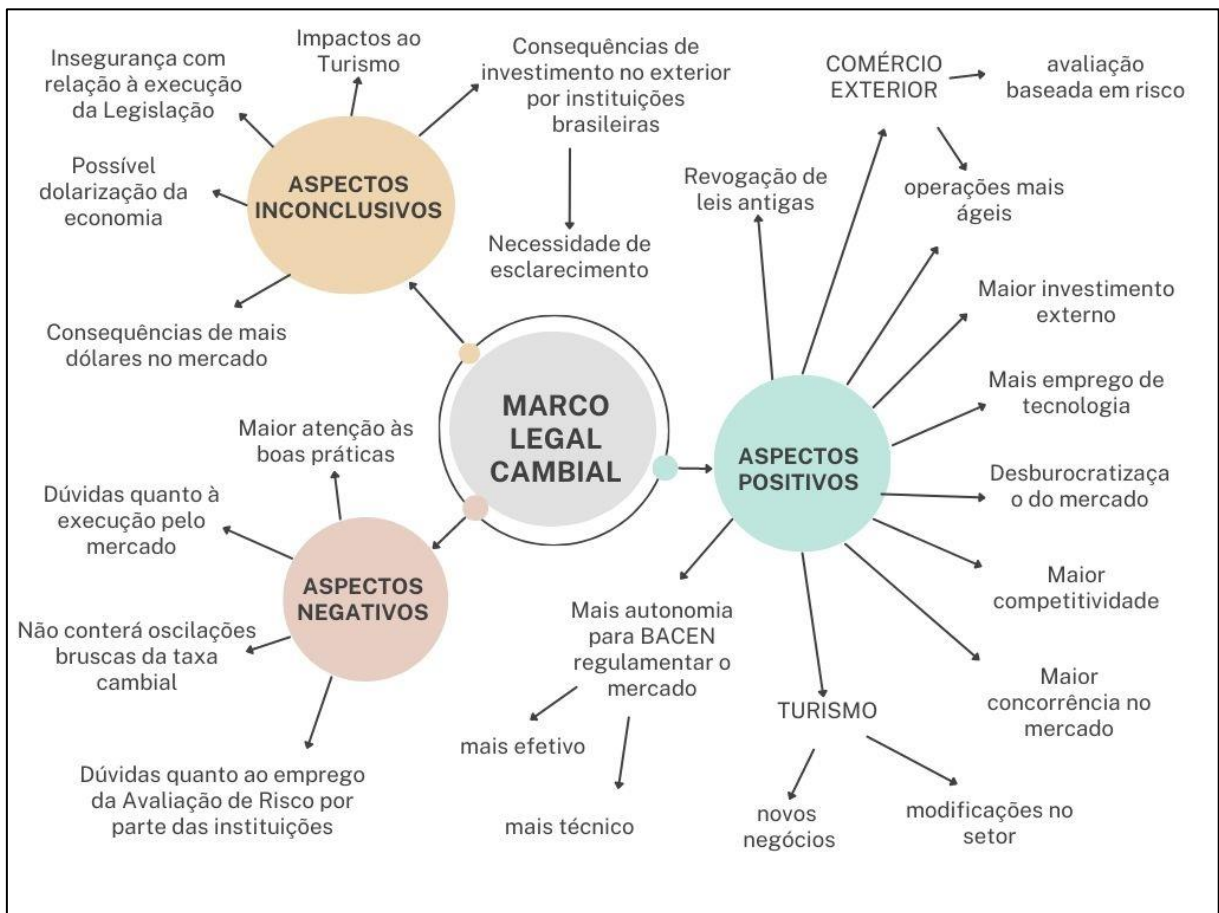 Insegurança com
relação à execução
da Legislação
Impactos ao
Turismo
Consequências de
investimento no exterior
por instituições
brasileiras
Possível
dolarização da
economia
ASPECTOS
INCONCLUSIVOS
Necessidade de
esclarecimento
Consequências de mais
dólares no mercado
MARCO
LEGAL
CAMBIAL
COMÉRCIO
EXTERIOR
avaliação
baseada em risco
Revogação de
leis antigas
operações mais
ágeis
Maior investimento
externo
Mais emprego de
tecnologia
ASPECTOS
POSITIVOS
Desburocratizaça
o do mercado
Maior
competitividade
Maior
concorrência no
mercado
Mais autonomia
para BACEN
regulamentar o
mercado
mais efetivo
mais técnico
TURISMO
novos
negócios
modificações no
setor
Maior atenção às
boas práticas
Dúvidas quanto à
execução pelo
mercado
ASPECTOS
NEGATIVOS
Não conterá oscilações
bruscas da taxa
cambial
Dúvidas quanto ao emprego
da Avaliação de Risco por
parte das instituições